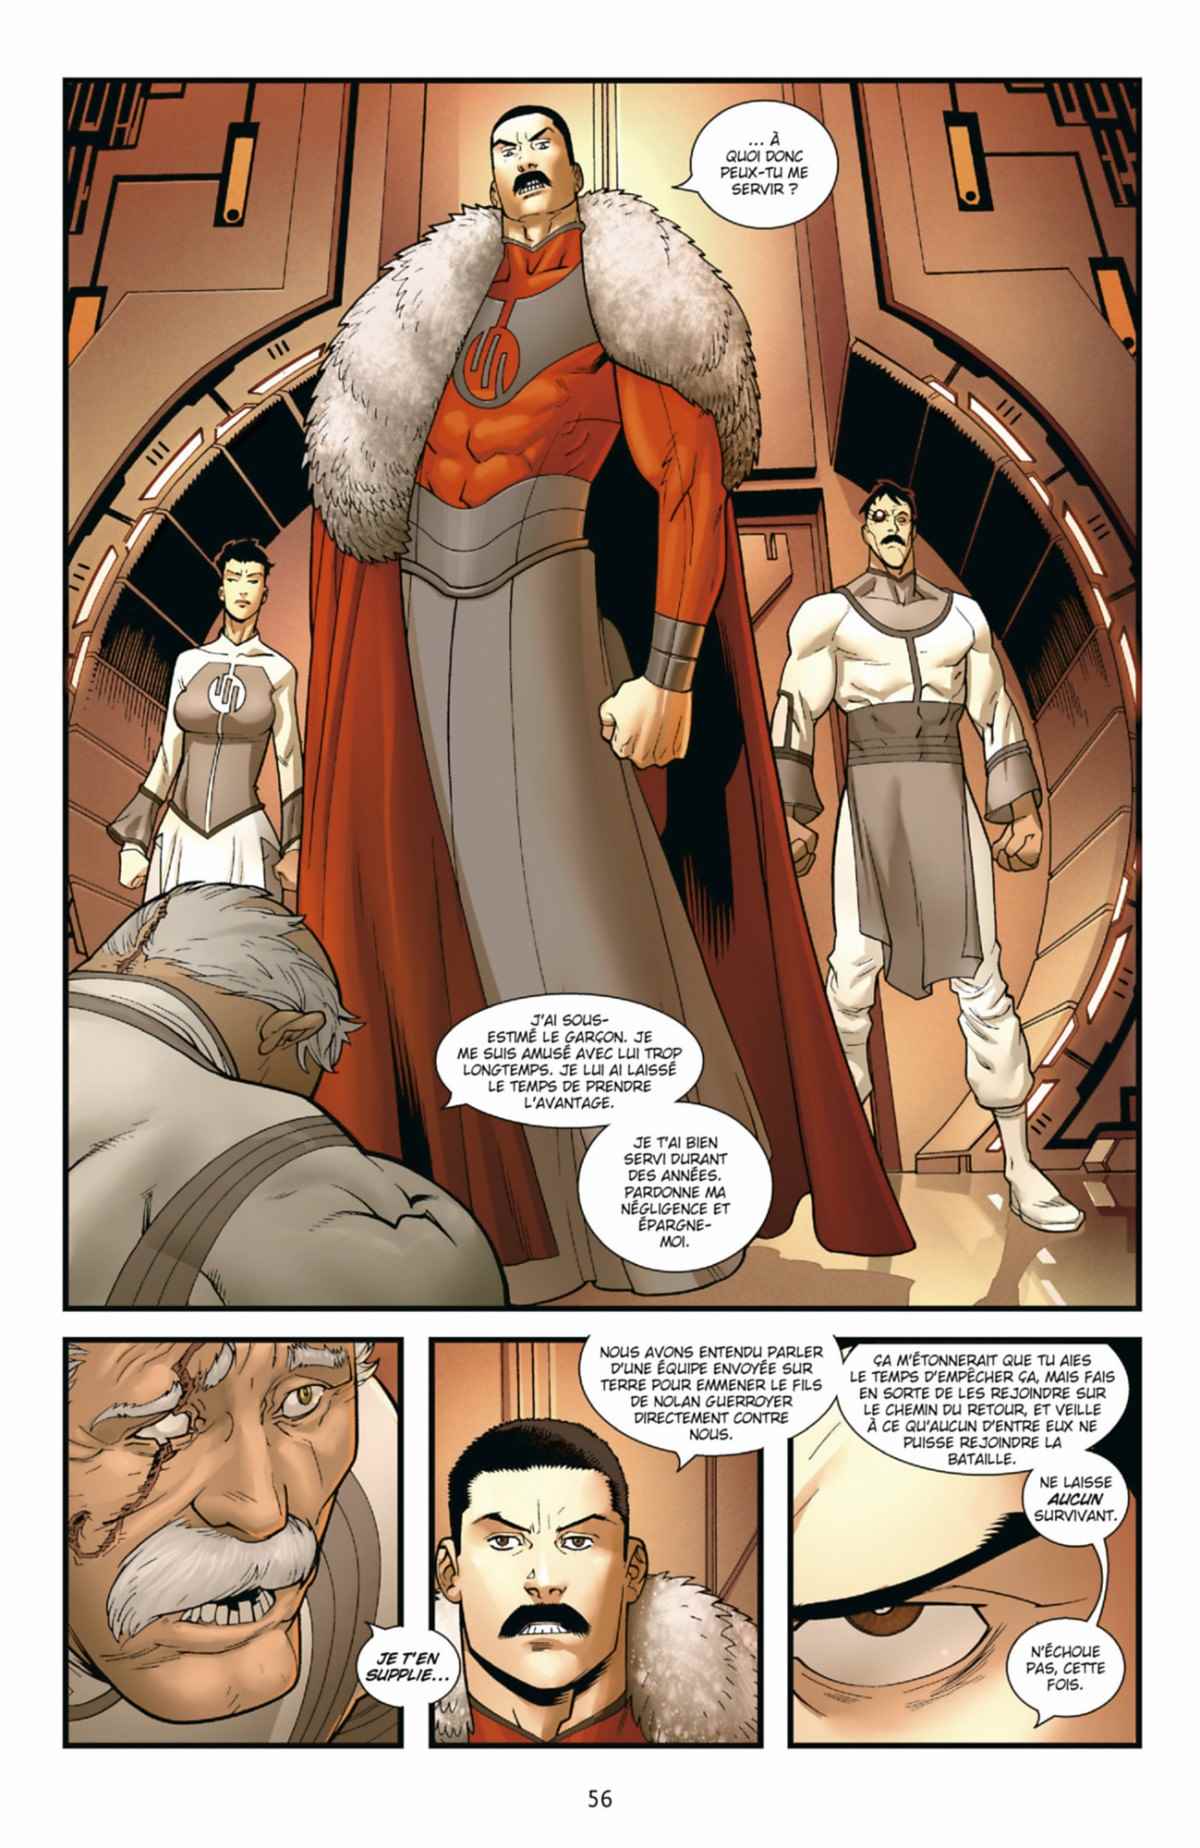 ... À
QUOI DONC
PEUX-TU ME
SERVIR ?
J'AI SOUS-
ESTIMÉ LE GARÇON. JE
ME SUIS AMUSÉ AVEC LUI TROP
LONGTEMPS. JE LUI AI LAISSÉ
LE TEMPS DE PRENDRE
L'AVANTAGE.
JE T'AI BIEN
SERVI DURANT
DES ANNÉES.
PARDONNE MA
NÉGLIGENCE ET
ÉPARGNE-
MOI.
JE T'EN
SUPPLIE...
NOUS AVONS ENTENDU PARLER
D'UNE ÉQUIPE ENVOYÉE SUR
TERRE POUR EMMENER LE FILS
DE NOLAN GUERROYER
DIRECTEMENT CONTRE
NOUS.
ÇA M'ÉTONNERAIT QUE TU AIES
LE TEMPS D'EMPÊCHER ÇA, MAIS FAIS
EN SORTE DE LES REJOINDRE SUR
LE CHEMIN DU RETOUR, ET VEILLE
À CE QU'AUCUN D'ENTRE EUX NE
PUISSE REJOINDRE LA
BATAILLE.
NE LAISSE
AUCUN
SURVIVANT.
N'ÉCHOUE
PAS, CETTE
FOIS.
56